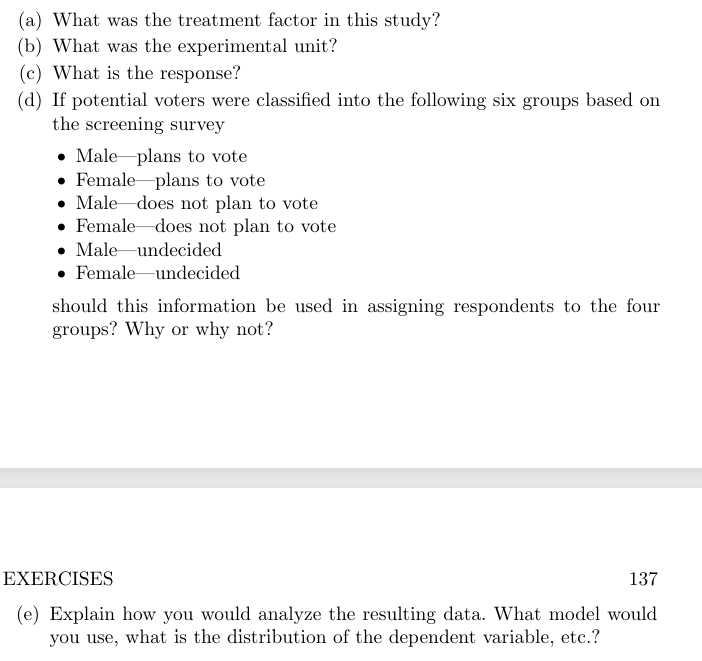 (a) What was the treatment factor in this study?
(b) What was the experimental unit?
(c) What is the response?
(d) If potential voters were classified into the following six groups based on
the screening survey
• Male—plans to vote
• Female—plans to vote
• Male—does not plan to vote
• Female—does not plan to vote
• Male—undecided
• Female—undecided
should this information be used in assigning respondents to the four
groups? Why or why not?
EXERCISES 137
(e) Explain how you would analyze the resulting data. What model would
you use, what is the distribution of the dependent variable, etc.?